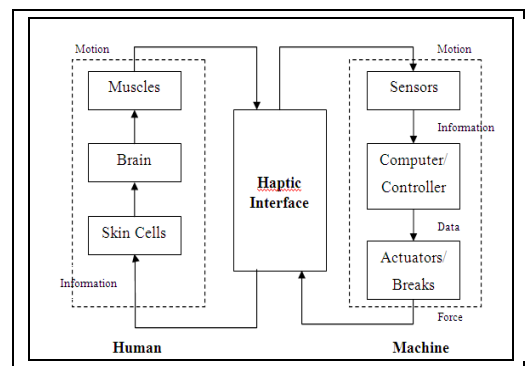 Motion
Muscles
Brain
Skin Cells
Information
Human
Haptic
Interface
Motion
Sensors
Information
Computer/
Controller
Data
Actuators/
Breaks
Force
Machine